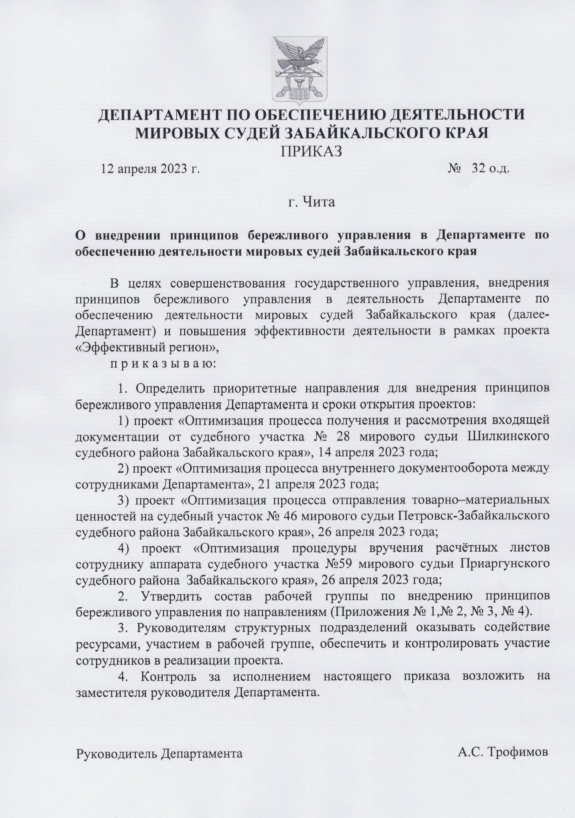 ДЕПАРТАМЕНТ ПО ОБЕСПЕЧЕНИЮ ДЕЯТЕЛЬНОСТИ
МИРОВЫХ СУДЕЙ ЗАБАЙКАЛЬСКОГО КРАЯ
ПРИКАЗ
12 апреля 2023 г. № 32 о.д.
г. Чита
О внедрении принципов бережливого управления в Департаменте по
обеспечению деятельности мировых судей Забайкальского края
В целях совершенствования государственного управления, внедрения
принципов бережливого управления в деятельность Департаменте по
обеспечению деятельности мировых судей Забайкальского края (далее-
Департамент) и повышения эффективности деятельности в рамках проекта
«Эффективный регион»,
п р и к а з ы в а ю:
1. Определить приоритетные направления для внедрения принципов
бережливого управления Департамента и сроки открытия проектов:
1) проект «Оптимизация процесса получения и рассмотрения входящей
документации от судебного участка № 28 мирового судьи Шилкинского
судебного района Забайкальского края», 14 апреля 2023 года;
2) проект «Оптимизация процесса внутреннего документооборота между
сотрудниками Департамента», 21 апреля 2023 года;
3) проект «Оптимизация процесса отправления товарно–материальных
ценностей на судебный участок № 46 мирового судьи Петровск-Забайкальского
судебного района Забайкальского края», 26 апреля 2023 года;
4) проект «Оптимизация процедуры вручения расчётных листов
сотруднику аппарата судебного участка №59 мирового судьи Приаргунского
судебного района Забайкальского края», 26 апреля 2023 года;
2. Утвердить состав рабочей группы по внедрению принципов
бережливого управления по направлениям (Приложения № 1,№ 2, № 3, № 4).
3. Руководителям структурных подразделений оказывать содействие
ресурсами, участием в рабочей группе, обеспечить и контролировать участие
сотрудников в реализации проекта.
4. Контроль за исполнением настоящего приказа возложить на
заместителя руководителя Департамента.
Руководитель Департамента А.С. Трофимов